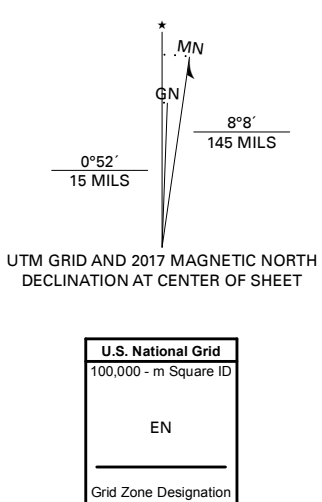 ★
MN
GN
8°8´
145 MILS
0°52´
15 MILS
UTM GRID AND 2017 MAGNETIC NORTH
DECLINATION AT CENTER OF SHEET
U.S. National Grid
100,000 - m Square ID
EN
Grid Zone Designation